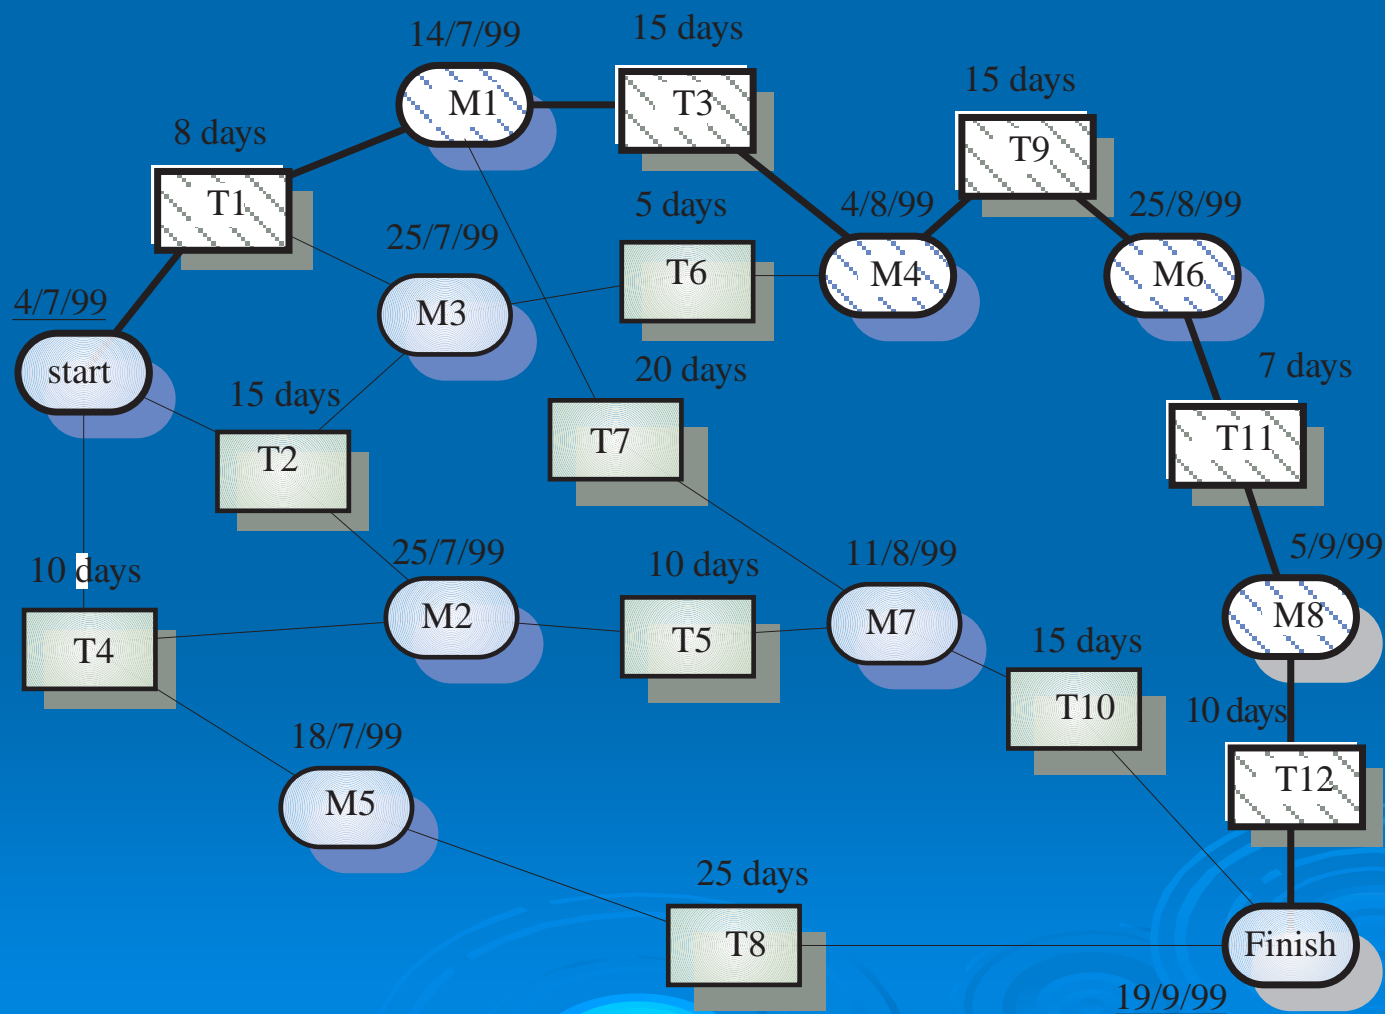 14/7/99
15 days
M1
T3
15 days
8 days
T9
T1
5 days
4/8/99
25/8/99
25/7/99
T6
M4
M6
4/7/99
M3
start
20 days
7 days
15 days
T2
T7
T11
25/7/99
10 days
11/8/99
5/9/99
10 days
M2
M7
M8
T4
T5
15 days
T10
10 days
18/7/99
M5
T12
25 days
T8
Finish
19/9/99